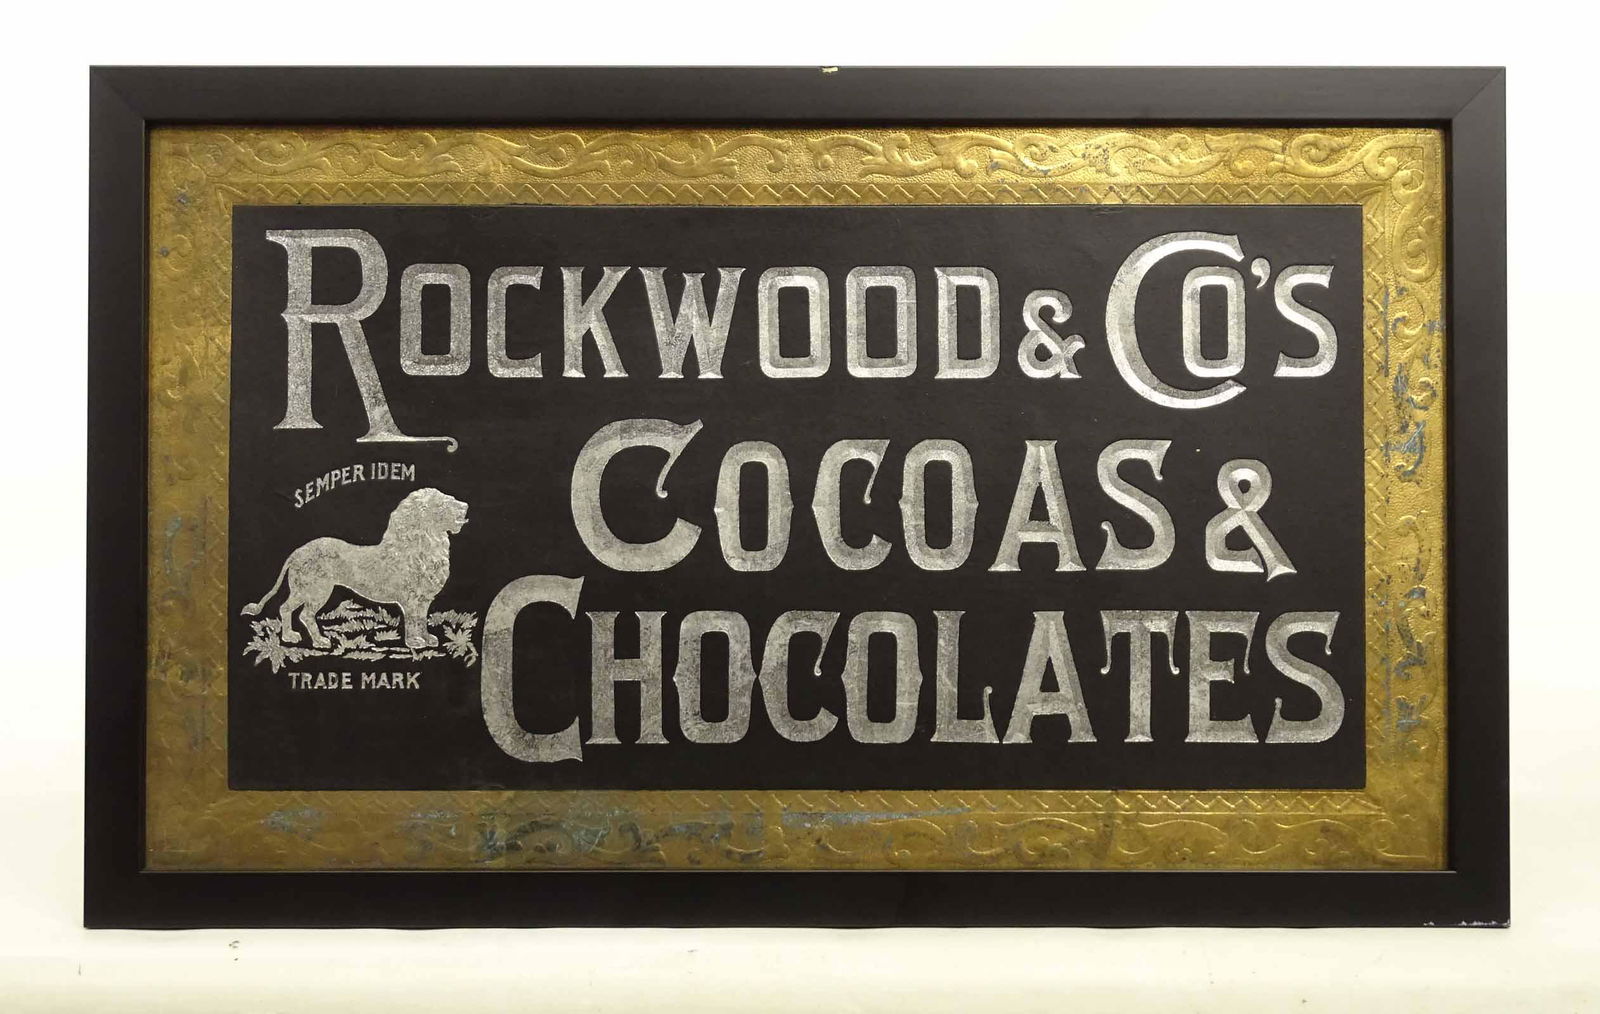 ROCKWOOD & CO'S
SEMPER IDEM
COCOAS &
CHOCOLATES
TRADE MARK